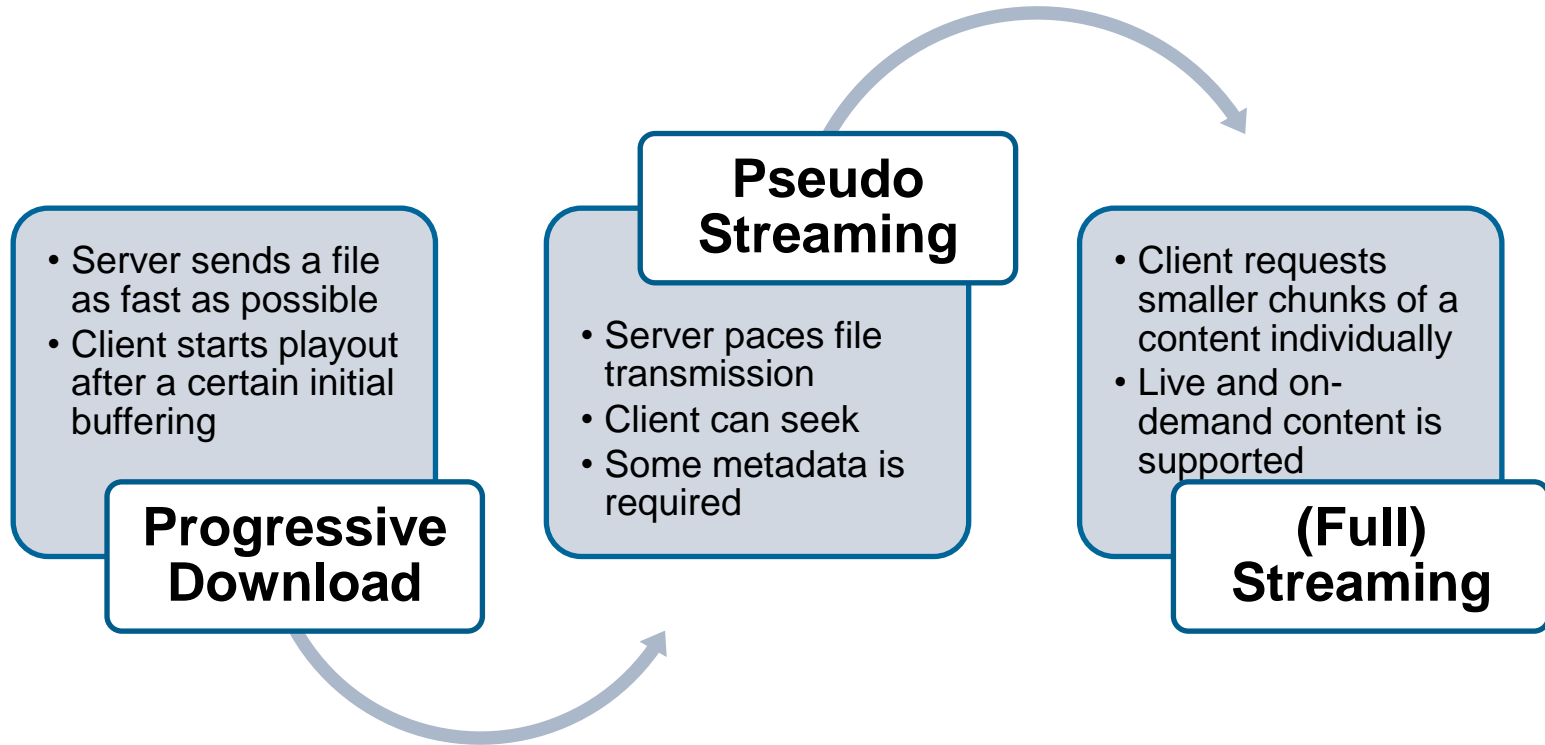 • Server sends a file
as fast as possible
• Client starts playout
after a certain initial
buffering
Progressive
Download
Pseudo
Streaming
• Server paces file
transmission
• Client can seek
• Some metadata is
required
• Client requests
smaller chunks of a
content individually
• Live and on-
demand content is
supported
(Full)
Streaming